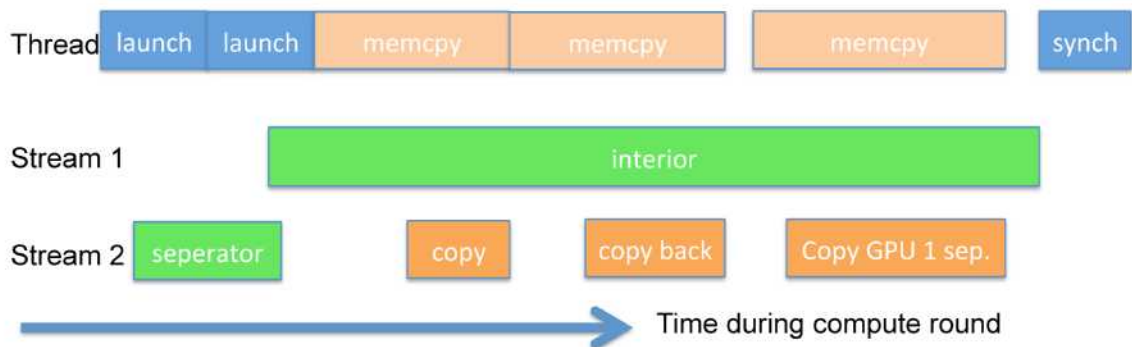 Thread launch launch memcpy memcpy memcpy synch
Stream 1 interior
Stream 2 seperator copy copy back Copy GPU 1 sep.
Time during compute round